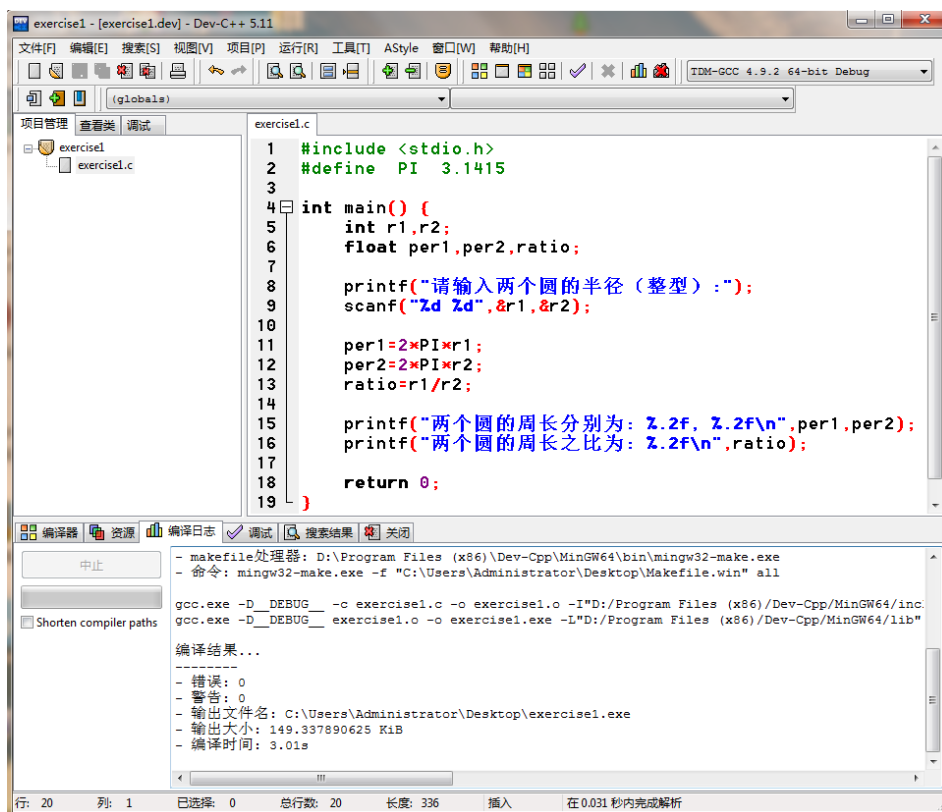 exercise1 - [exercise1.dev] - Dev-C++ 5.11
文件[F] 编辑[E] 搜索[S] 视图[V] 项目[P] 运行[R] 工具[T] AStyle 窗口[W] 帮助[H]
TDM-GCC 4.9.2 64-bit Debug
(globals)
项目管理 查看类 调试
exercise1
exercise1.c
exercise1.c
1 #include <stdio.h>
2 #define PI 3.1415
3
4 int main() {
5 int r1,r2;
6 float per1,per2,ratio;
7
8 printf("请输入两个圆的半径（整型）:");
9 scanf("%d %d",&r1,&r2);
10
11 per1=2*PI*r1;
12 per2=2*PI*r2;
13 ratio=r1/r2;
14
15 printf("两个圆的周长分别为: %.2f, %.2f\n",per1,per2);
16 printf("两个圆的周长之比为: %.2f\n",ratio);
17
18 return 0;
19 }
编译器 资源 编译日志 调试 搜索结果 关闭
中止
Shorten compiler paths
- makefile处理器: D:\Program Files (x86)\Dev-Cpp\MinGW64\bin\mingw32-make.exe
- 命令: mingw32-make.exe -f "C:\Users\Administrator\Desktop\Makefile.win" all
gcc.exe -D__DEBUG__ -c exercise1.c -o exercise1.o -I"D:/Program Files (x86)/Dev-Cpp/MinGW64/incl
gcc.exe -D__DEBUG__ exercise1.o -o exercise1.exe -L"D:/Program Files (x86)/Dev-Cpp/MinGW64/lib"
编译结果...
--------
- 错误: 0
- 警告: 0
- 输出文件名: C:\Users\Administrator\Desktop\exercise1.exe
- 输出大小: 149.337890625 KiB
- 编译时间: 3.01s
行: 20 列: 1 已选择: 0 总行数: 20 长度: 336 插入 在 0.031 秒内完成解析